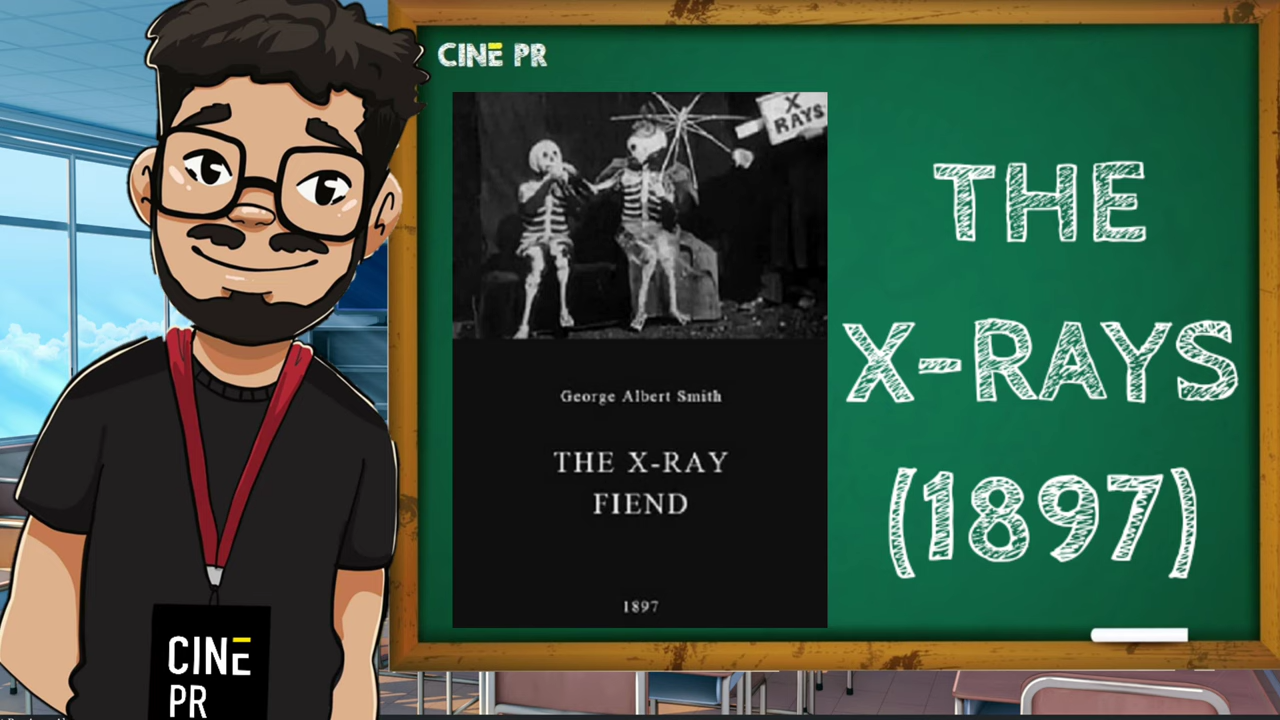 CINE PR
X
RAYS
George Albert Smith
THE X-RAY
FIEND
1897
THE
X-RAYS
(1897)
CINE
PR